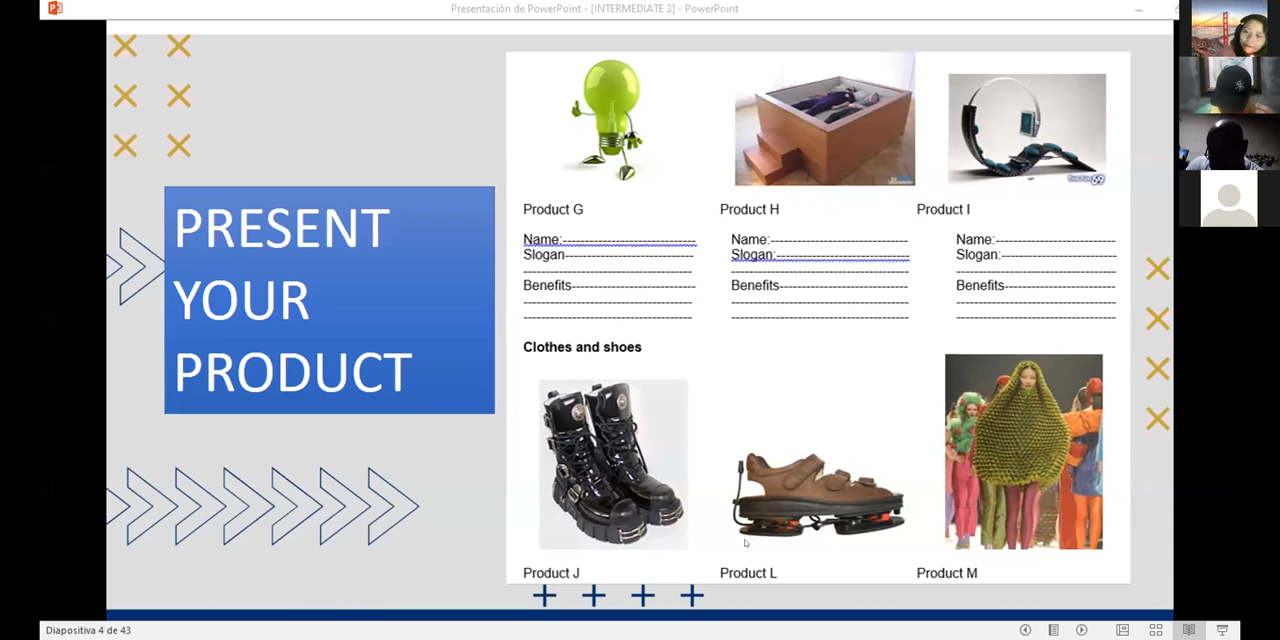 Presentación de PowerPoint - [INTERMEDIATE 3] - PowerPoint
PRESENT
YOUR
PRODUCT
Product G
Product H
Product I
Name:
Slogan
Benefits
Name:
Slogan:
Benefits
Name:
Slogan:
Benefits
Clothes and shoes
Product J
Product L
Product M
Diapositiva 4 de 43